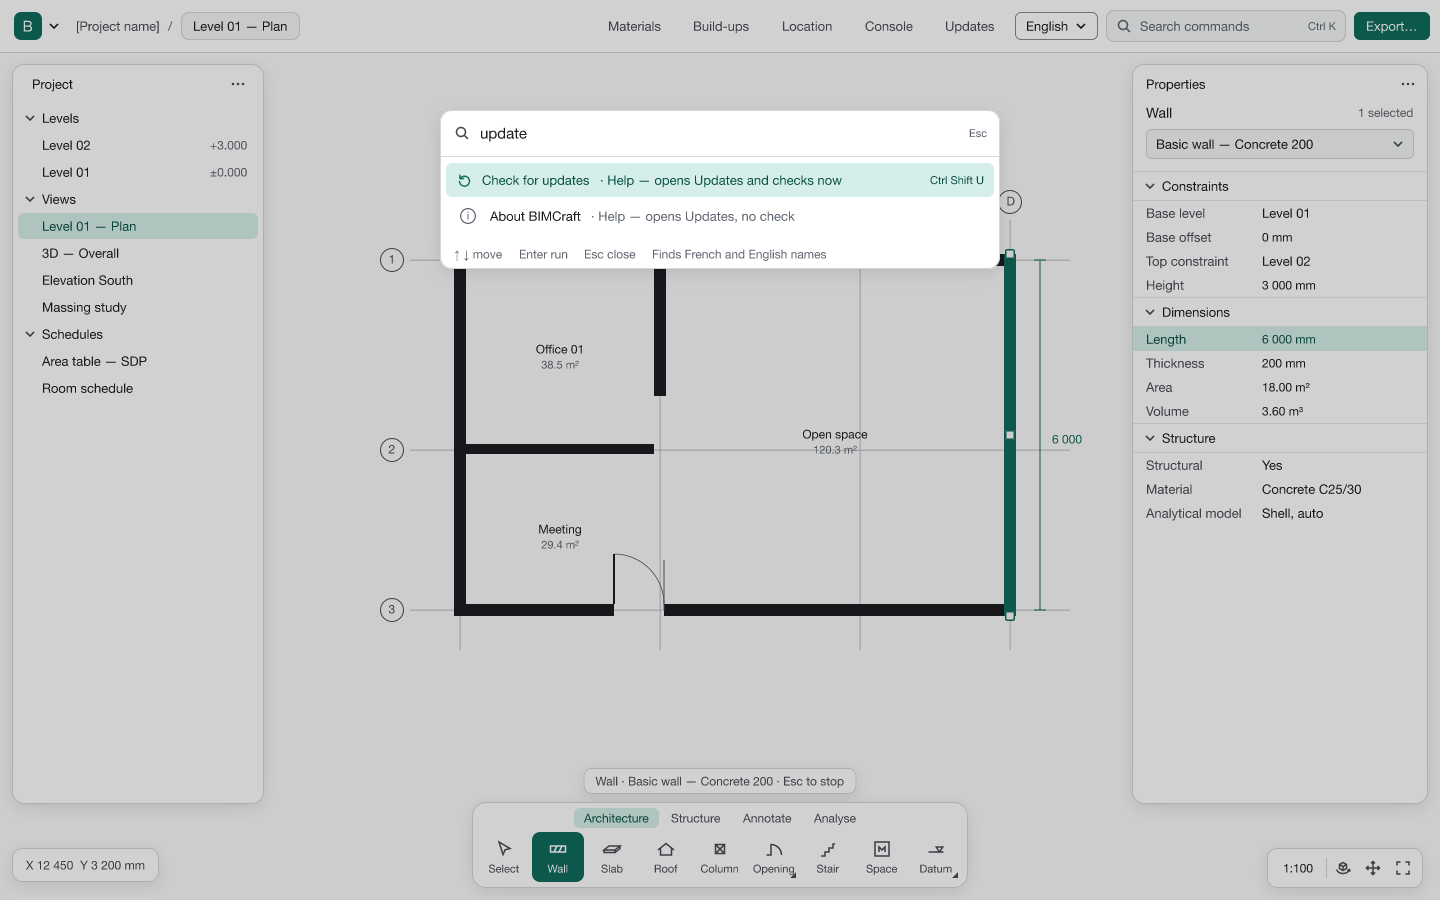 B [Project name] / Level 01 — Plan Materials Build-ups Location Console Updates English Search commands Ctrl K Export...
Project
Levels
Level 02 +3.000
Level 01 ±0.000
Views
Level 01 — Plan
3D — Overall
Elevation South
Massing study
Schedules
Area table — SDP
Room schedule
update Esc
Check for updates · Help — opens Updates and checks now Ctrl Shift U
About BIMCraft · Help — opens Updates, no check
↑↓ move Enter run Esc close Finds French and English names
D
1
2
3
Office 01
38.5 m²
Open space
120.3 m²
Meeting
29.4 m²
6 000
Properties
Wall 1 selected
Basic wall — Concrete 200
Constraints
Base level Level 01
Base offset 0 mm
Top constraint Level 02
Height 3 000 mm
Dimensions
Length 6 000 mm
Thickness 200 mm
Area 18.00 m²
Volume 3.60 m³
Structure
Structural Yes
Material Concrete C25/30
Analytical model Shell, auto
Wall · Basic wall — Concrete 200 · Esc to stop
Architecture Structure Annotate Analyse
Select Wall Slab Roof Column Opening Stair Space Datum
X 12 450 Y 3 200 mm
1:100